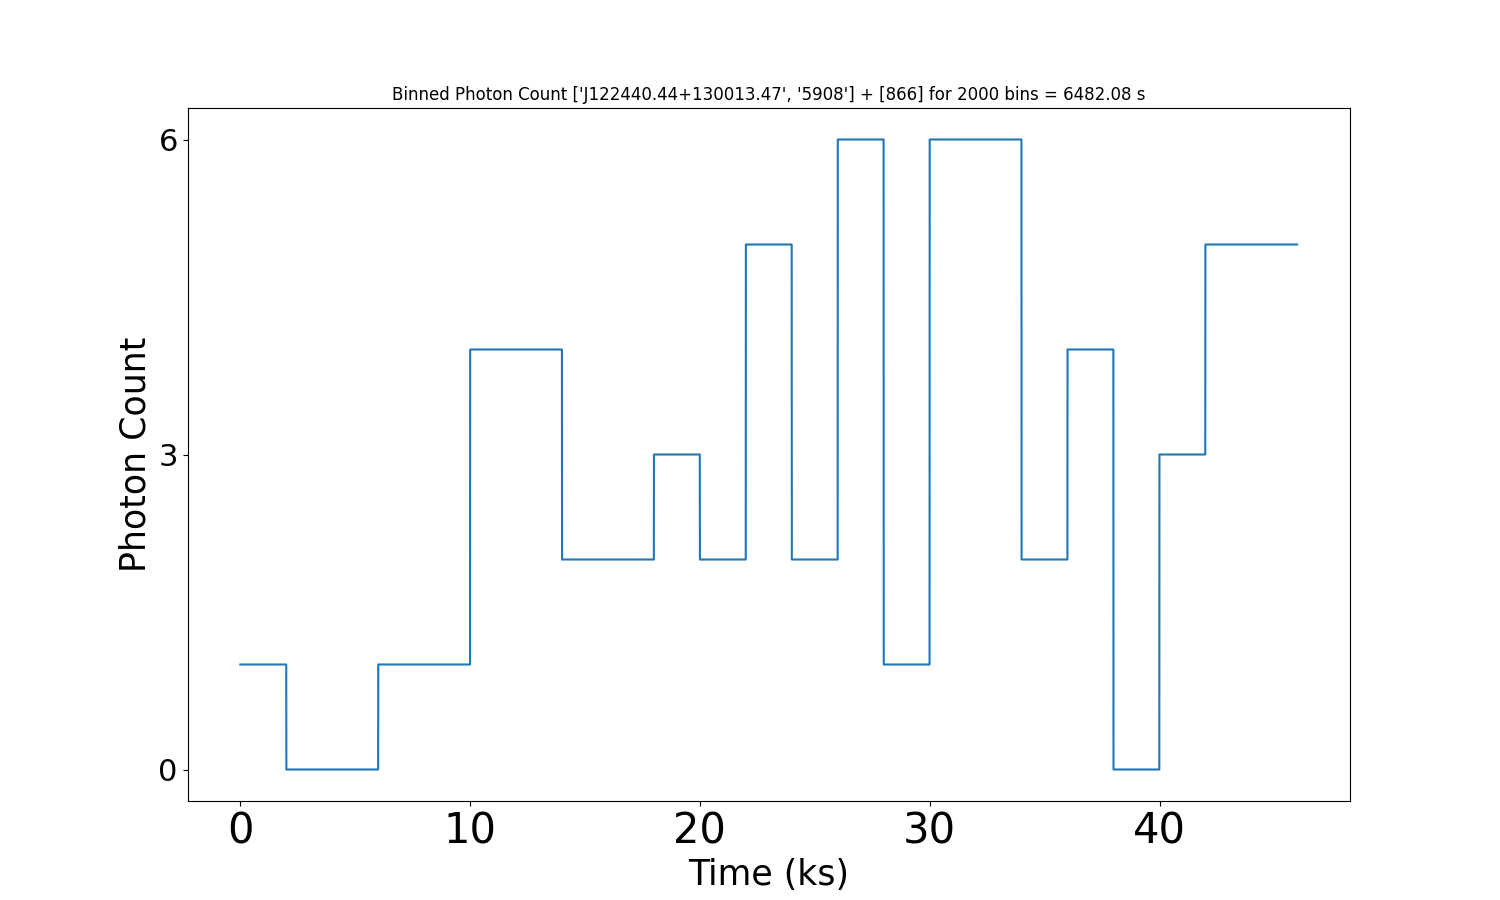 Binned Photon Count ['J122440.44+130013.47', '5908'] + [866] for 2000 bins = 6482.08 s
6
3
0
Photon Count
0 10 20 30 40
Time (ks)